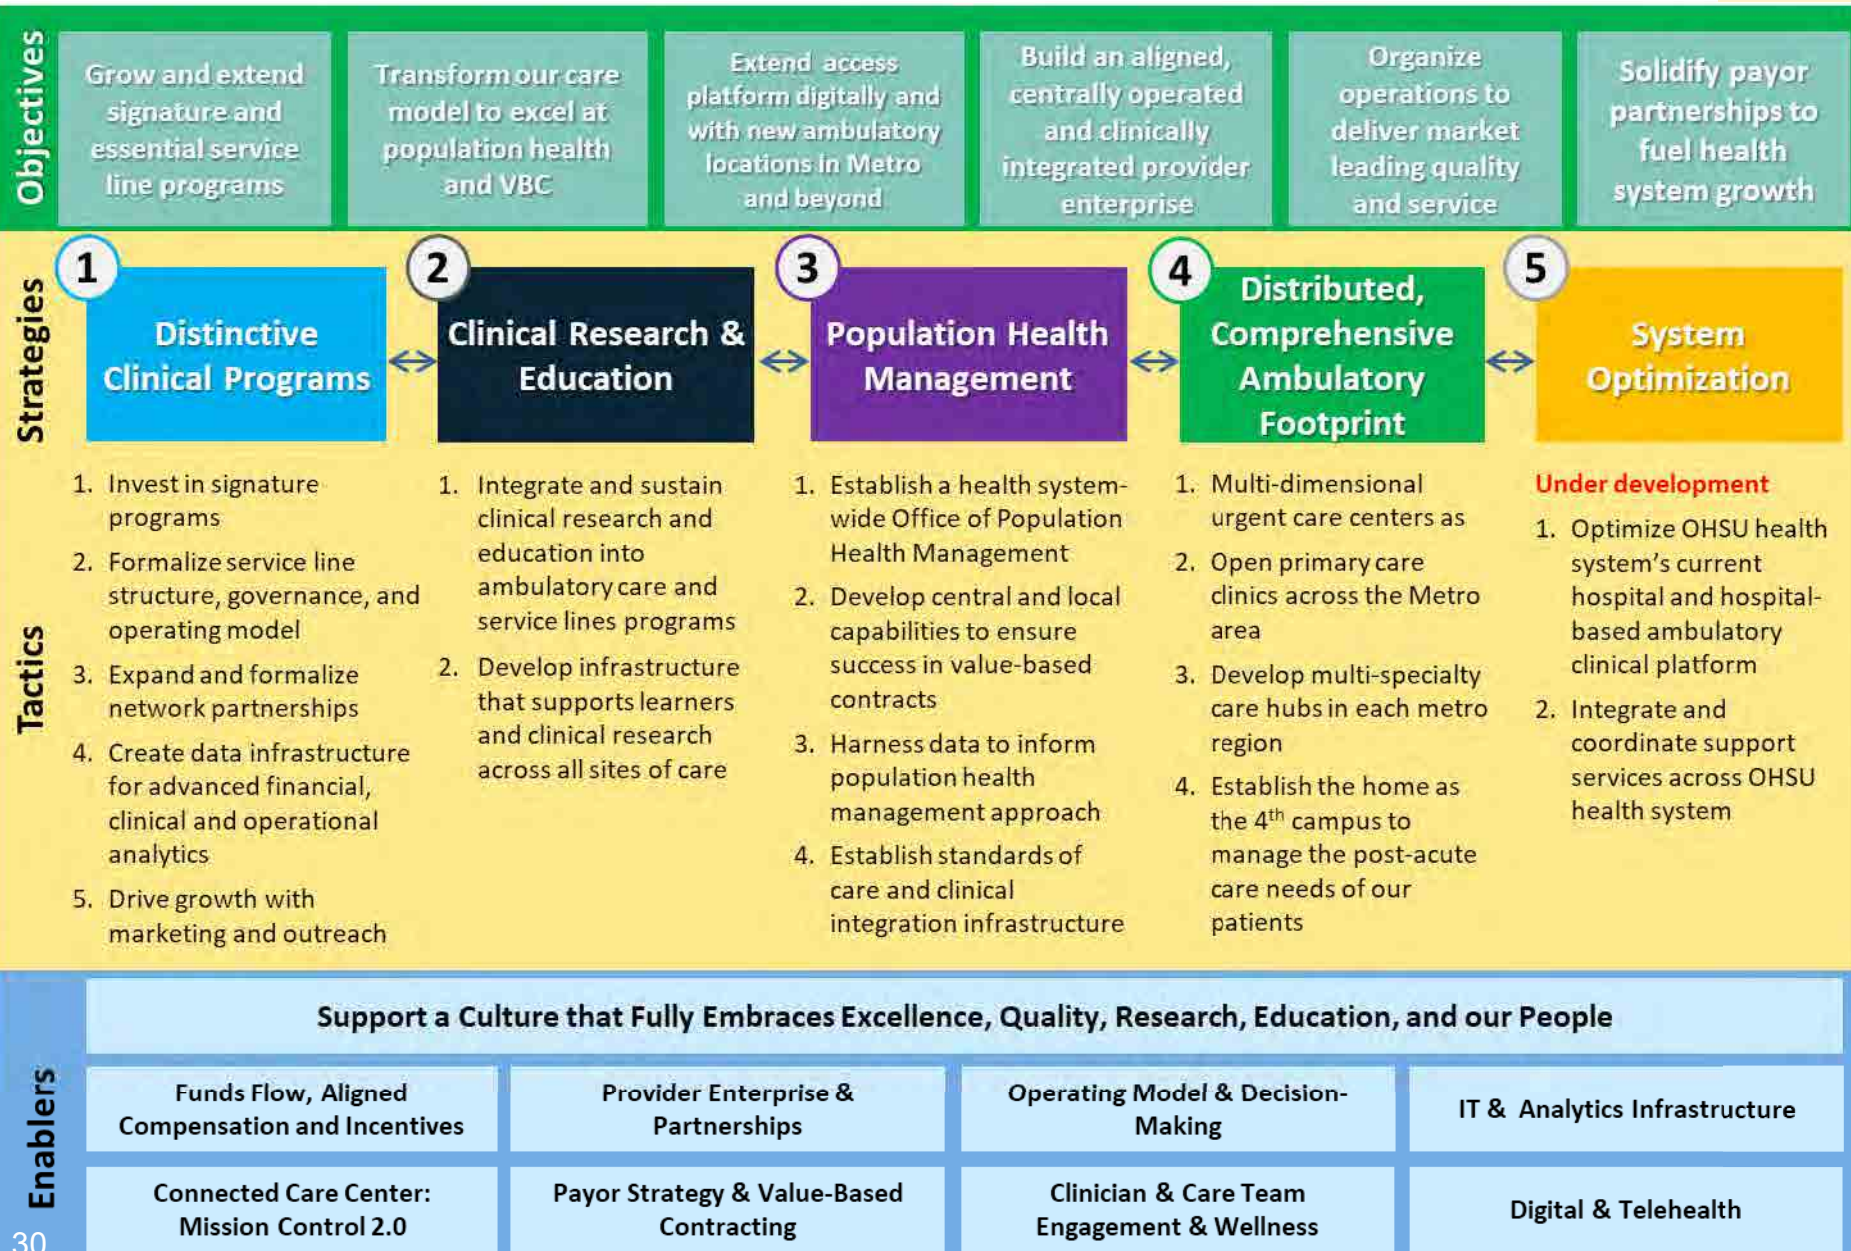 Objectives
Grow and extend
signature and
essential service
line programs
Transform our care
model to excel at
population health
and VBC
Extend access
platform digitally and
with new ambulatory
locations in Metro
and beyond
Build an aligned,
centrally operated
and clinically
integrated provider
enterprise
Organize
operations to
deliver market
leading quality
and service
Solidify payor
partnerships to
fuel health
system growth
Strategies
1
Distinctive
Clinical Programs
2
Clinical Research &
Education
3
Population Health
Management
4
Distributed,
Comprehensive
Ambulatory
Footprint
5
System
Optimization
Tactics
1. Invest in signature
programs
2. Formalize service line
structure, governance, and
operating model
3. Expand and formalize
network partnerships
4. Create data infrastructure
for advanced financial,
clinical and operational
analytics
5. Drive growth with
marketing and outreach
1. Integrate and sustain
clinical research and
education into
ambulatory care and
service lines programs
2. Develop infrastructure
that supports learners
and clinical research
across all sites of care
1. Establish a health system-
wide Office of Population
Health Management
2. Develop central and local
capabilities to ensure
success in value-based
contracts
3. Harness data to inform
population health
management approach
4. Establish standards of
care and clinical
integration infrastructure
1. Multi-dimensional
urgent care centers as
2. Open primary care
clinics across the Metro
area
3. Develop multi-specialty
care hubs in each metro
region
4. Establish the home as
the 4th campus to
manage the post-acute
care needs of our
patients
Under development
1. Optimize OHSU health
system's current
hospital and hospital-
based ambulatory
clinical platform
2. Integrate and
coordinate support
services across OHSU
health system
Enablers
Support a Culture that Fully Embraces Excellence, Quality, Research, Education, and our People
Funds Flow, Aligned
Compensation and Incentives
Provider Enterprise &
Partnerships
Operating Model & Decision-
Making
IT & Analytics Infrastructure
Connected Care Center:
Mission Control 2.0
Payor Strategy & Value-Based
Contracting
Clinician & Care Team
Engagement & Wellness
Digital & Telehealth
30